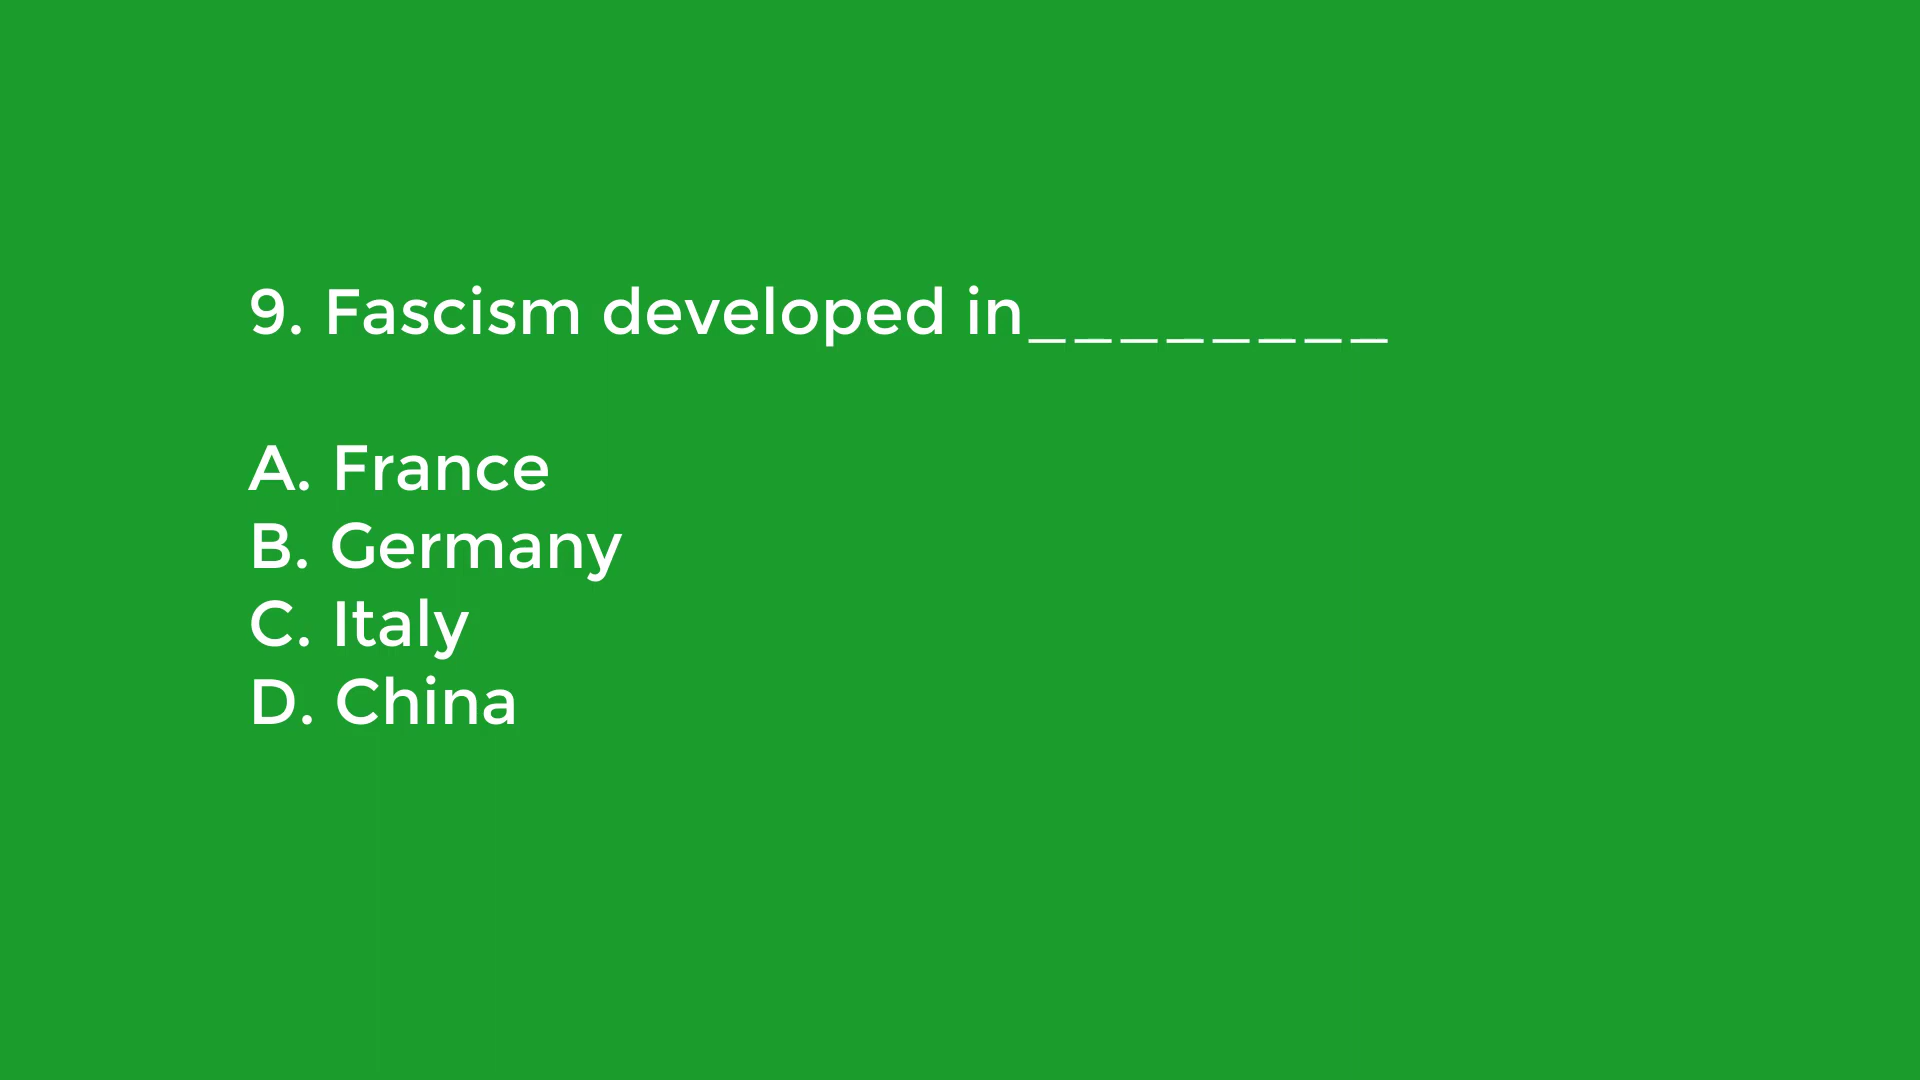 9. Fascism developed in________
A. France
B. Germany
C. Italy
D. China